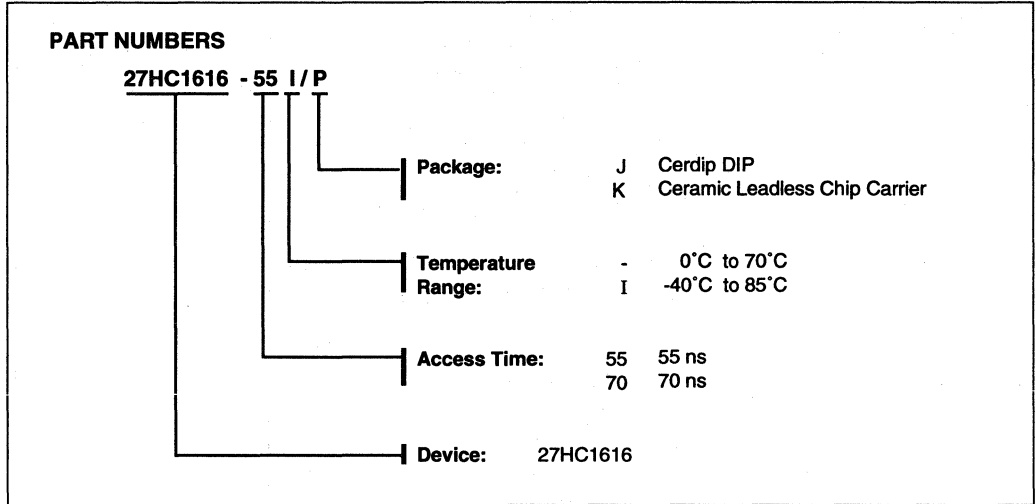 PART NUMBERS
27HC1616 - 55 I / P
Package: J Cerdip DIP
K Ceramic Leadless Chip Carrier
Temperature - 0°C to 70°C
Range: I -40°C to 85°C
Access Time: 55 55 ns
70 70 ns
Device: 27HC1616